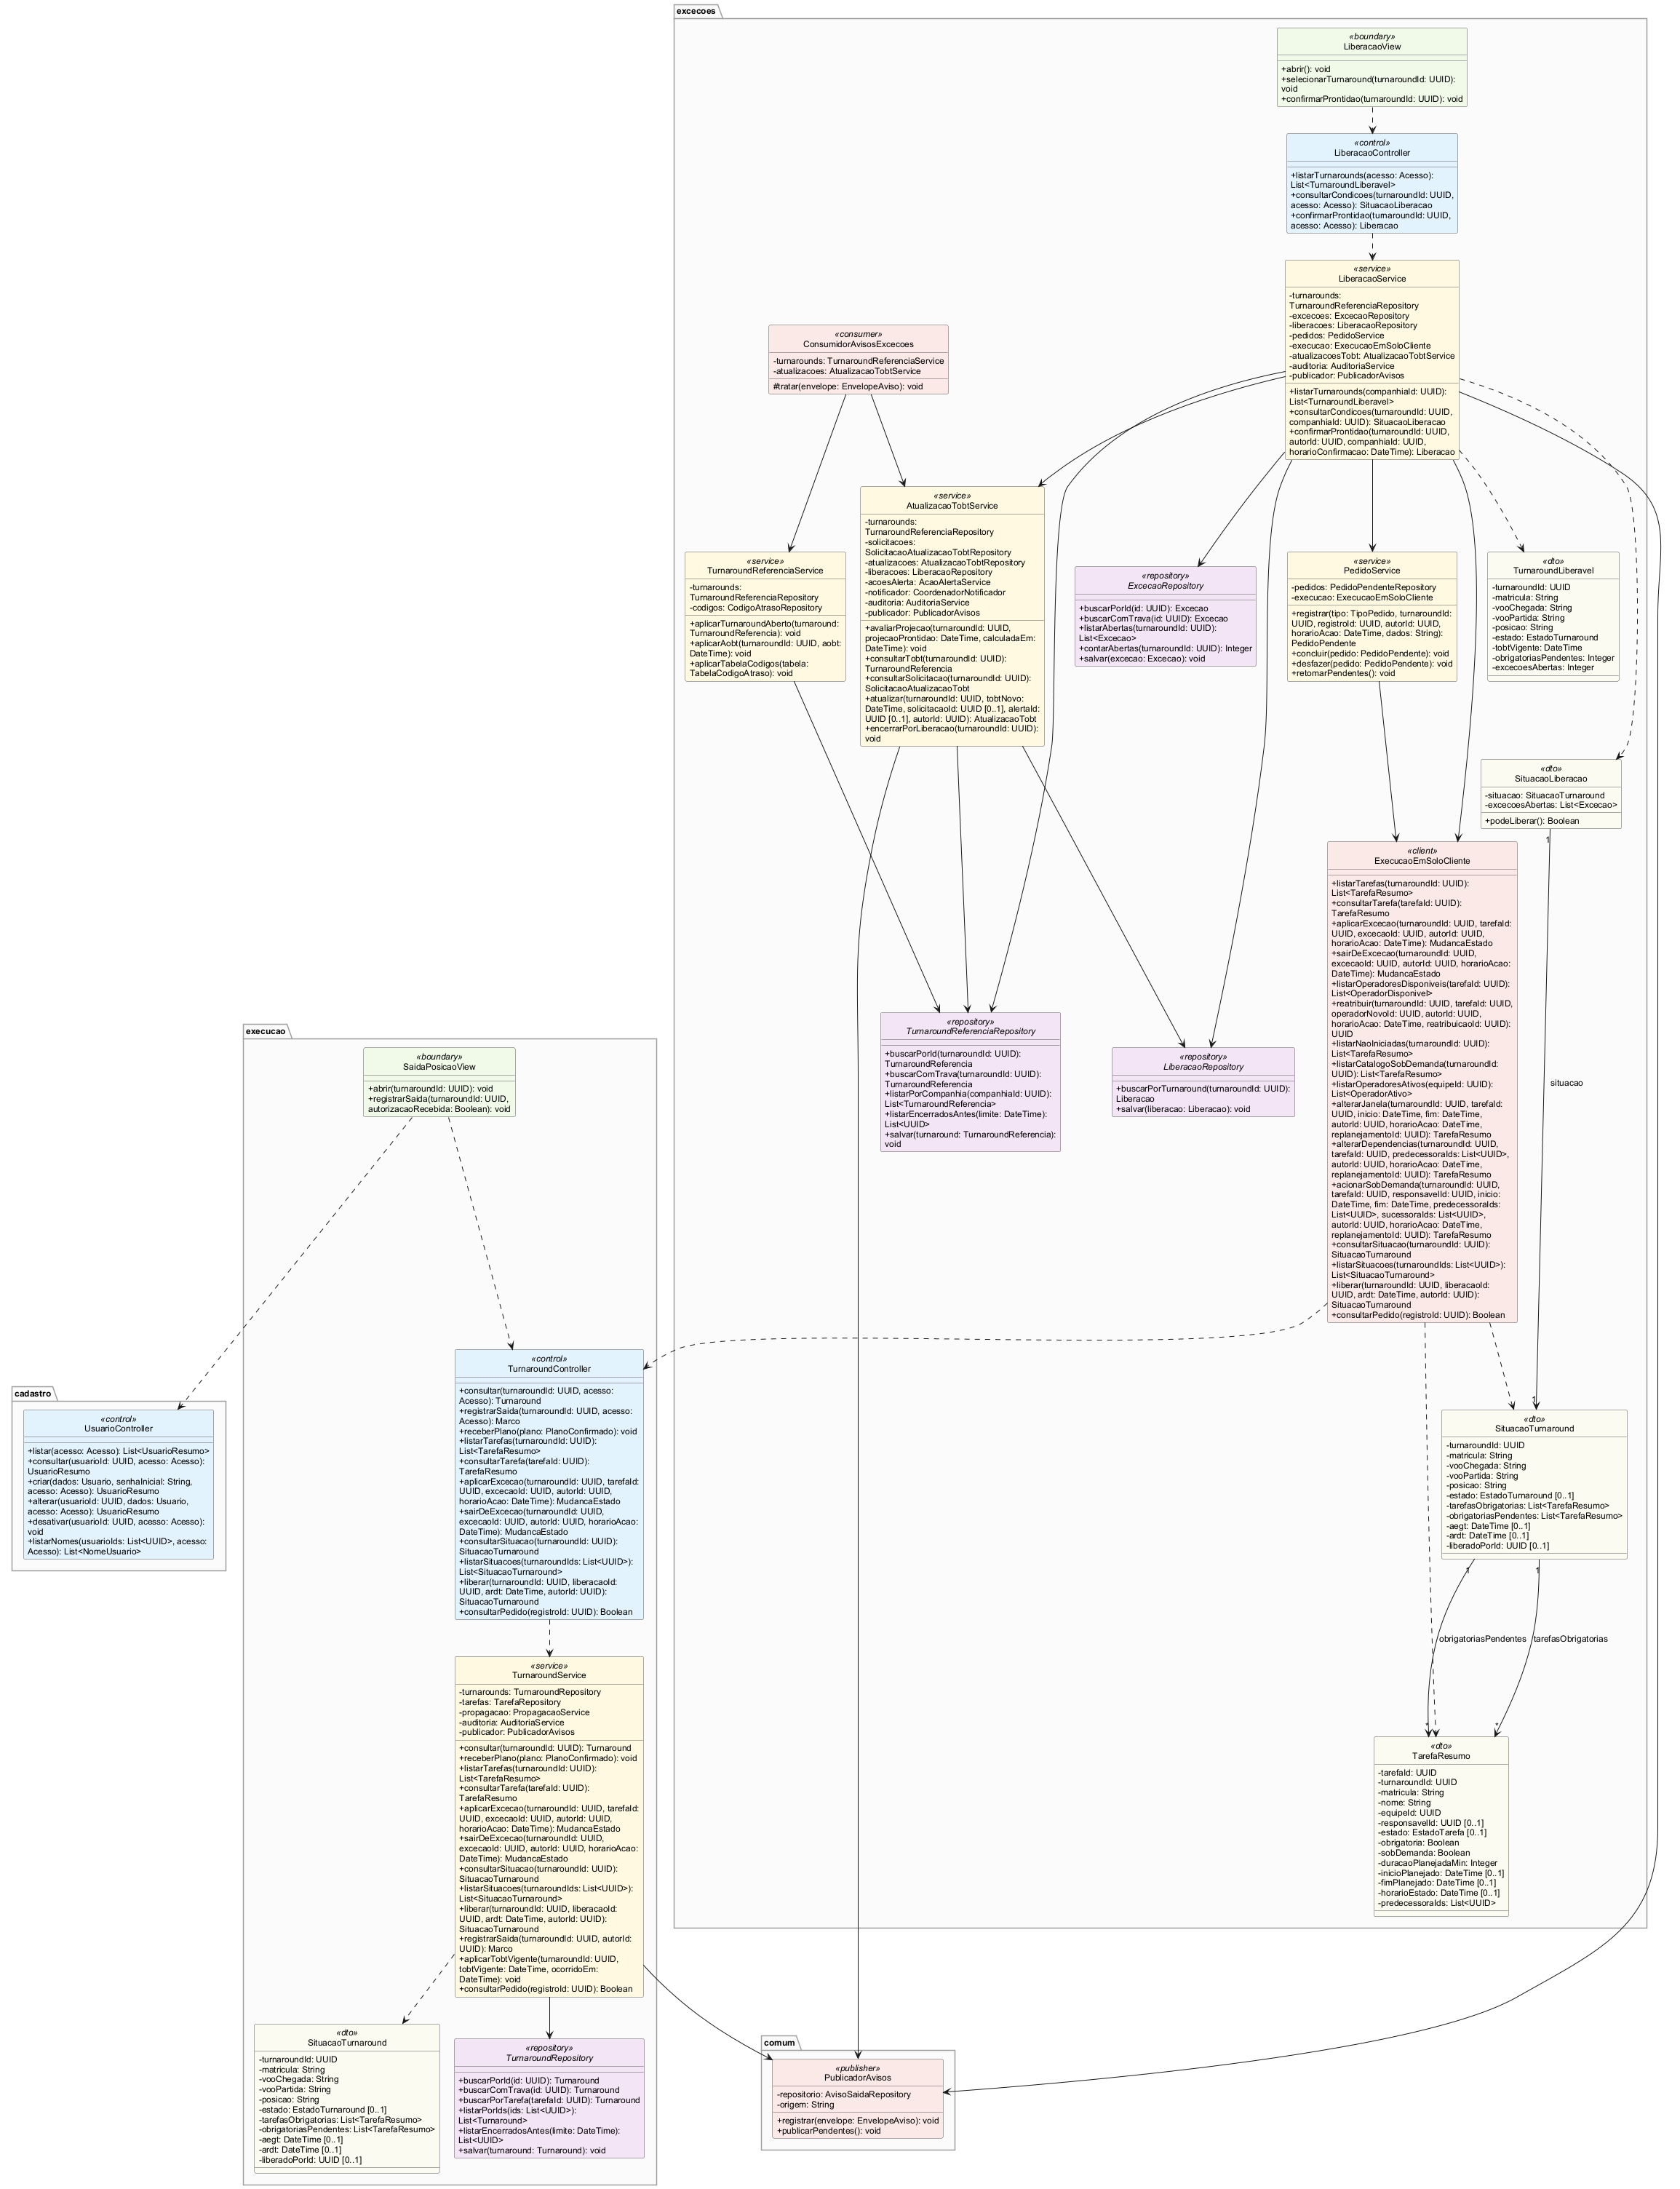 excecoes
«boundary»
LiberacaoView
+abrir(): void
+selecionarTurnaround(turnaroundId: UUID):
void
+confirmarProntidao(turnaroundId: UUID): void
«control»
LiberacaoController
+listarTurnarounds(acesso: Acesso):
List<TurnaroundLiberavel>
+consultarCondicoes(turnaroundId: UUID,
acesso: Acesso): SituacaoLiberacao
+confirmarProntidao(turnaroundId: UUID,
acesso: Acesso): Liberacao
«service»
LiberacaoService
-turnarounds:
TurnaroundReferenciaRepository
-excecoes: ExcecaoRepository
-liberacoes: LiberacaoRepository
-pedidos: PedidoService
-execucao: ExecucaoEmSoloCliente
-atualizacoesTobt: AtualizacaoTobtService
-auditoria: AuditoriaService
-publicador: PublicadorAvisos
+listarTurnarounds(companhiaId: UUID):
List<TurnaroundLiberavel>
+consultarCondicoes(turnaroundId: UUID,
companhiaId: UUID): SituacaoLiberacao
+confirmarProntidao(turnaroundId: UUID,
autorId: UUID, companhiaId: UUID,
horarioConfirmacao: DateTime): Liberacao
«consumer»
ConsumidorAvisosExcecoes
-turnarounds: TurnaroundReferenciaService
-atualizacoes: AtualizacaoTobtService
#tratar(envelope: EnvelopeAviso): void
«service»
AtualizacaoTobtService
-turnarounds:
TurnaroundReferenciaRepository
-solicitacoes:
SolicitacaoAtualizacaoTobtRepository
-atualizacoes: AtualizacaoTobtRepository
-liberacoes: LiberacaoRepository
-acoesAlerta: AcaoAlertaService
-notificador: CoordenadorNotificador
-auditoria: AuditoriaService
-publicador: PublicadorAvisos
+avaliarProjecao(turnaroundId: UUID,
projecaoProntidao: DateTime, calculadaEm:
DateTime): void
+consultarTobt(turnaroundId: UUID):
TurnaroundReferencia
+consultarSolicitacao(turnaroundId: UUID):
SolicitacaoAtualizacaoTobt
+atualizar(turnaroundId: UUID, tobtNovo:
DateTime, solicitacaoId: UUID [0..1], alertaId:
UUID [0..1], autorId: UUID): AtualizacaoTobt
+encerrarPorLiberacao(turnaroundId: UUID):
void
«service»
TurnaroundReferenciaService
-turnarounds:
TurnaroundReferenciaRepository
-codigos: CodigoAtrasoRepository
+aplicarTurnaroundAberto(turnaround:
TurnaroundReferencia): void
+aplicarAobt(turnaroundId: UUID, aobt:
DateTime): void
+aplicarTabelaCodigos(tabela:
TabelaCodigoAtraso): void
«repository»
ExcecaoRepository
+buscarPorId(id: UUID): Excecao
+buscarComTrava(id: UUID): Excecao
+listarAbertas(turnaroundId: UUID):
List<Excecao>
+contarAbertas(turnaroundId: UUID): Integer
+salvar(excecao: Excecao): void
«service»
PedidoService
-pedidos: PedidoPendenteRepository
-execucao: ExecucaoEmSoloCliente
+registrar(tipo: TipoPedido, turnaroundId:
UUID, registroId: UUID, autorId: UUID,
horarioAcao: DateTime, dados: String):
PedidoPendente
+concluir(pedido: PedidoPendente): void
+desfazer(pedido: PedidoPendente): void
+retomarPendentes(): void
«dto»
TurnaroundLiberavel
-turnaroundId: UUID
-matricula: String
-vooChegada: String
-vooPartida: String
-posicao: String
-estado: EstadoTurnaround
-tobtVigente: DateTime
-obrigatoriasPendentes: Integer
-excecoesAbertas: Integer
«dto»
SituacaoLiberacao
-situacao: SituacaoTurnaround
-excecoesAbertas: List<Excecao>
+podeLiberar(): Boolean
1
situacao
1
«client»
ExecucaoEmSoloCliente
+listarTarefas(turnaroundId: UUID):
List<TarefaResumo>
+consultarTarefa(tarefaId: UUID):
TarefaResumo
+aplicarExcecao(turnaroundId: UUID, tarefaId:
UUID, excecaoId: UUID, autorId: UUID,
horarioAcao: DateTime): MudancaEstado
+sairDeExcecao(turnaroundId: UUID,
excecaoId: UUID, autorId: UUID, horarioAcao:
DateTime): MudancaEstado
+listarOperadoresDisponiveis(tarefaId: UUID):
List<OperadorDisponivel>
+reatribuir(turnaroundId: UUID, tarefaId: UUID,
operadorNovoId: UUID, autorId: UUID,
horarioAcao: DateTime, reatribuicaoId: UUID):
UUID
+listarNaoIniciadas(turnaroundId: UUID):
List<TarefaResumo>
+listarCatalogoSobDemanda(turnaroundId:
UUID): List<TarefaResumo>
+listarOperadoresAtivos(equipeId: UUID):
List<OperadorAtivo>
+alterarJanela(turnaroundId: UUID, tarefaId:
UUID, inicio: DateTime, fim: DateTime,
autorId: UUID, horarioAcao: DateTime,
replanejamentoId: UUID): TarefaResumo
+alterarDependencias(turnaroundId: UUID,
tarefaId: UUID, predecessoraIds: List<UUID>,
autorId: UUID, horarioAcao: DateTime,
replanejamentoId: UUID): TarefaResumo
+acionarSobDemanda(turnaroundId: UUID,
tarefaId: UUID, responsavelId: UUID, inicio:
DateTime, fim: DateTime, predecessoraIds:
List<UUID>, sucessoraIds: List<UUID>,
autorId: UUID, horarioAcao: DateTime,
replanejamentoId: UUID): TarefaResumo
+consultarSituacao(turnaroundId: UUID):
SituacaoTurnaround
+listarSituacoes(turnaroundIds: List<UUID>):
List<SituacaoTurnaround>
+liberar(turnaroundId: UUID, liberacaoId:
UUID, ardt: DateTime, autorId: UUID):
SituacaoTurnaround
+consultarPedido(registroId: UUID): Boolean
«repository»
TurnaroundReferenciaRepository
+buscarPorId(turnaroundId: UUID):
TurnaroundReferencia
+buscarComTrava(turnaroundId: UUID):
TurnaroundReferencia
+listarPorCompanhia(companhiaId: UUID):
List<TurnaroundReferencia>
+listarEncerradosAntes(limite: DateTime):
List<UUID>
+salvar(turnaround: TurnaroundReferencia):
void
«repository»
LiberacaoRepository
+buscarPorTurnaround(turnaroundId: UUID):
Liberacao
+salvar(liberacao: Liberacao): void
«dto»
SituacaoTurnaround
-turnaroundId: UUID
-matricula: String
-vooChegada: String
-vooPartida: String
-posicao: String
-estado: EstadoTurnaround [0..1]
-tarefasObrigatorias: List<TarefaResumo>
-obrigatoriasPendentes: List<TarefaResumo>
-aegt: DateTime [0..1]
-ardt: DateTime [0..1]
-liberadoPorId: UUID [0..1]
1
1
obrigatoriasPendentes
tarefasObrigatorias
*
*
«dto»
TarefaResumo
-tarefaId: UUID
-turnaroundId: UUID
-matricula: String
-nome: String
-equipeId: UUID
-responsavelId: UUID [0..1]
-estado: EstadoTarefa [0..1]
-obrigatoria: Boolean
-sobDemanda: Boolean
-duracaoPlanejadaMin: Integer
-inicioPlanejado: DateTime [0..1]
-fimPlanejado: DateTime [0..1]
-horarioEstado: DateTime [0..1]
-predecessoraIds: List<UUID>
execucao
«boundary»
SaidaPosicaoView
+abrir(turnaroundId: UUID): void
+registrarSaida(turnaroundId: UUID,
autorizacaoRecebida: Boolean): void
«control»
TurnaroundController
+consultar(turnaroundId: UUID, acesso:
Acesso): Turnaround
+registrarSaida(turnaroundId: UUID, acesso:
Acesso): Marco
+receberPlano(plano: PlanoConfirmado): void
+listarTarefas(turnaroundId: UUID):
List<TarefaResumo>
+consultarTarefa(tarefaId: UUID):
TarefaResumo
+aplicarExcecao(turnaroundId: UUID, tarefaId:
UUID, excecaoId: UUID, autorId: UUID,
horarioAcao: DateTime): MudancaEstado
+sairDeExcecao(turnaroundId: UUID,
excecaoId: UUID, autorId: UUID, horarioAcao:
DateTime): MudancaEstado
+consultarSituacao(turnaroundId: UUID):
SituacaoTurnaround
+listarSituacoes(turnaroundIds: List<UUID>):
List<SituacaoTurnaround>
+liberar(turnaroundId: UUID, liberacaoId:
UUID, ardt: DateTime, autorId: UUID):
SituacaoTurnaround
+consultarPedido(registroId: UUID): Boolean
cadastro
«control»
UsuarioController
+listar(acesso: Acesso): List<UsuarioResumo>
+consultar(usuarioId: UUID, acesso: Acesso):
UsuarioResumo
+criar(dados: Usuario, senhaInicial: String,
acesso: Acesso): UsuarioResumo
+alterar(usuarioId: UUID, dados: Usuario,
acesso: Acesso): UsuarioResumo
+desativar(usuarioId: UUID, acesso: Acesso):
void
+listarNomes(usuarioIds: List<UUID>, acesso:
Acesso): List<NomeUsuario>
«service»
TurnaroundService
-turnarounds: TurnaroundRepository
-tarefas: TarefaRepository
-propagacao: PropagacaoService
-auditoria: AuditoriaService
-publicador: PublicadorAvisos
+consultar(turnaroundId: UUID): Turnaround
+receberPlano(plano: PlanoConfirmado): void
+listarTarefas(turnaroundId: UUID):
List<TarefaResumo>
+consultarTarefa(tarefaId: UUID):
TarefaResumo
+aplicarExcecao(turnaroundId: UUID, tarefaId:
UUID, excecaoId: UUID, autorId: UUID,
horarioAcao: DateTime): MudancaEstado
+sairDeExcecao(turnaroundId: UUID,
excecaoId: UUID, autorId: UUID, horarioAcao:
DateTime): MudancaEstado
+consultarSituacao(turnaroundId: UUID):
SituacaoTurnaround
+listarSituacoes(turnaroundIds: List<UUID>):
List<SituacaoTurnaround>
+liberar(turnaroundId: UUID, liberacaoId:
UUID, ardt: DateTime, autorId: UUID):
SituacaoTurnaround
+registrarSaida(turnaroundId: UUID, autorId:
UUID): Marco
+aplicarTobtVigente(turnaroundId: UUID,
tobtVigente: DateTime, ocorridoEm:
DateTime): void
+consultarPedido(registroId: UUID): Boolean
«dto»
SituacaoTurnaround
-turnaroundId: UUID
-matricula: String
-vooChegada: String
-vooPartida: String
-posicao: String
-estado: EstadoTurnaround [0..1]
-tarefasObrigatorias: List<TarefaResumo>
-obrigatoriasPendentes: List<TarefaResumo>
-aegt: DateTime [0..1]
-ardt: DateTime [0..1]
-liberadoPorId: UUID [0..1]
«repository»
TurnaroundRepository
+buscarPorId(id: UUID): Turnaround
+buscarComTrava(id: UUID): Turnaround
+buscarPorTarefa(tarefaId: UUID): Turnaround
+listarPorIds(ids: List<UUID>):
List<Turnaround>
+listarEncerradosAntes(limite: DateTime):
List<UUID>
+salvar(turnaround: Turnaround): void
comum
«publisher»
PublicadorAvisos
-repositorio: AvisoSaidaRepository
-origem: String
+registrar(envelope: EnvelopeAviso): void
+publicarPendentes(): void